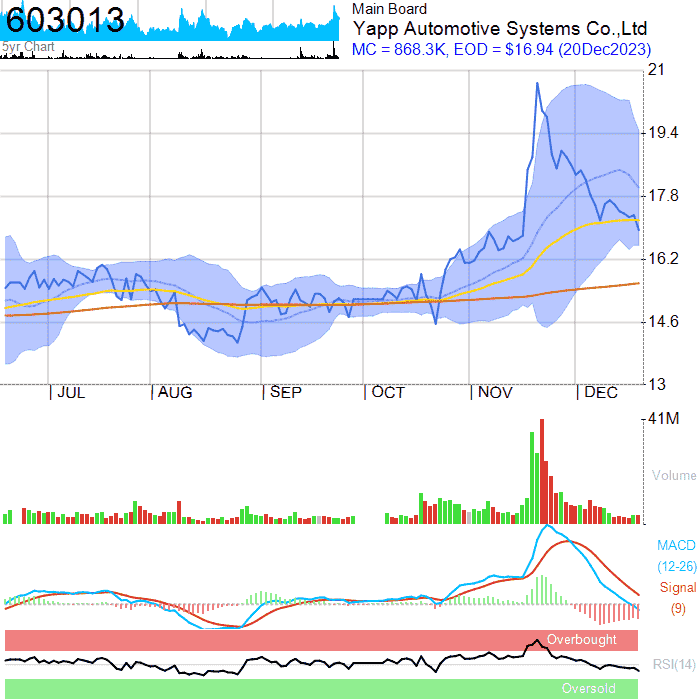 603013
5yr Chart
Main Board
Yapp Automotive Systems Co.,Ltd
MC = 868.3K, EOD = $16.94 (20Dec2023)
21
19.4
17.8
16.2
14.6
13
JUL AUG SEP OCT NOV DEC
41M
Volume
MACD
(12-26)
Signal
(9)
Overbought
RSI(14)
Oversold